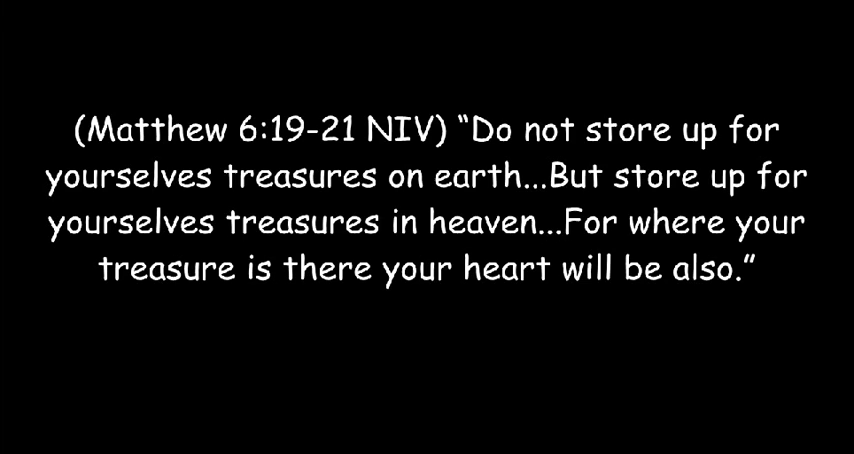 (Matthew 6:19-21 NIV) “Do not store up for
yourselves treasures on earth...But store up for
yourselves treasures in heaven...For where your
treasure is there your heart will be also.”